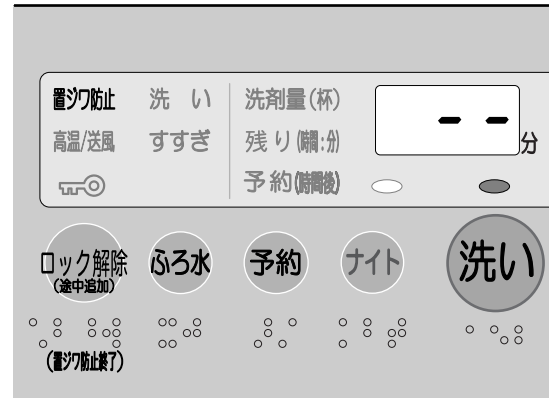 置ジワ防止 洗い 洗剤量(杯)
高温/送風 すすぎ 残り(時間:分) -- 分
予約(時間後)
ロック解除 ふろ水 予約 ナイト 洗い
(途中追加)
(置ジワ防止終了)